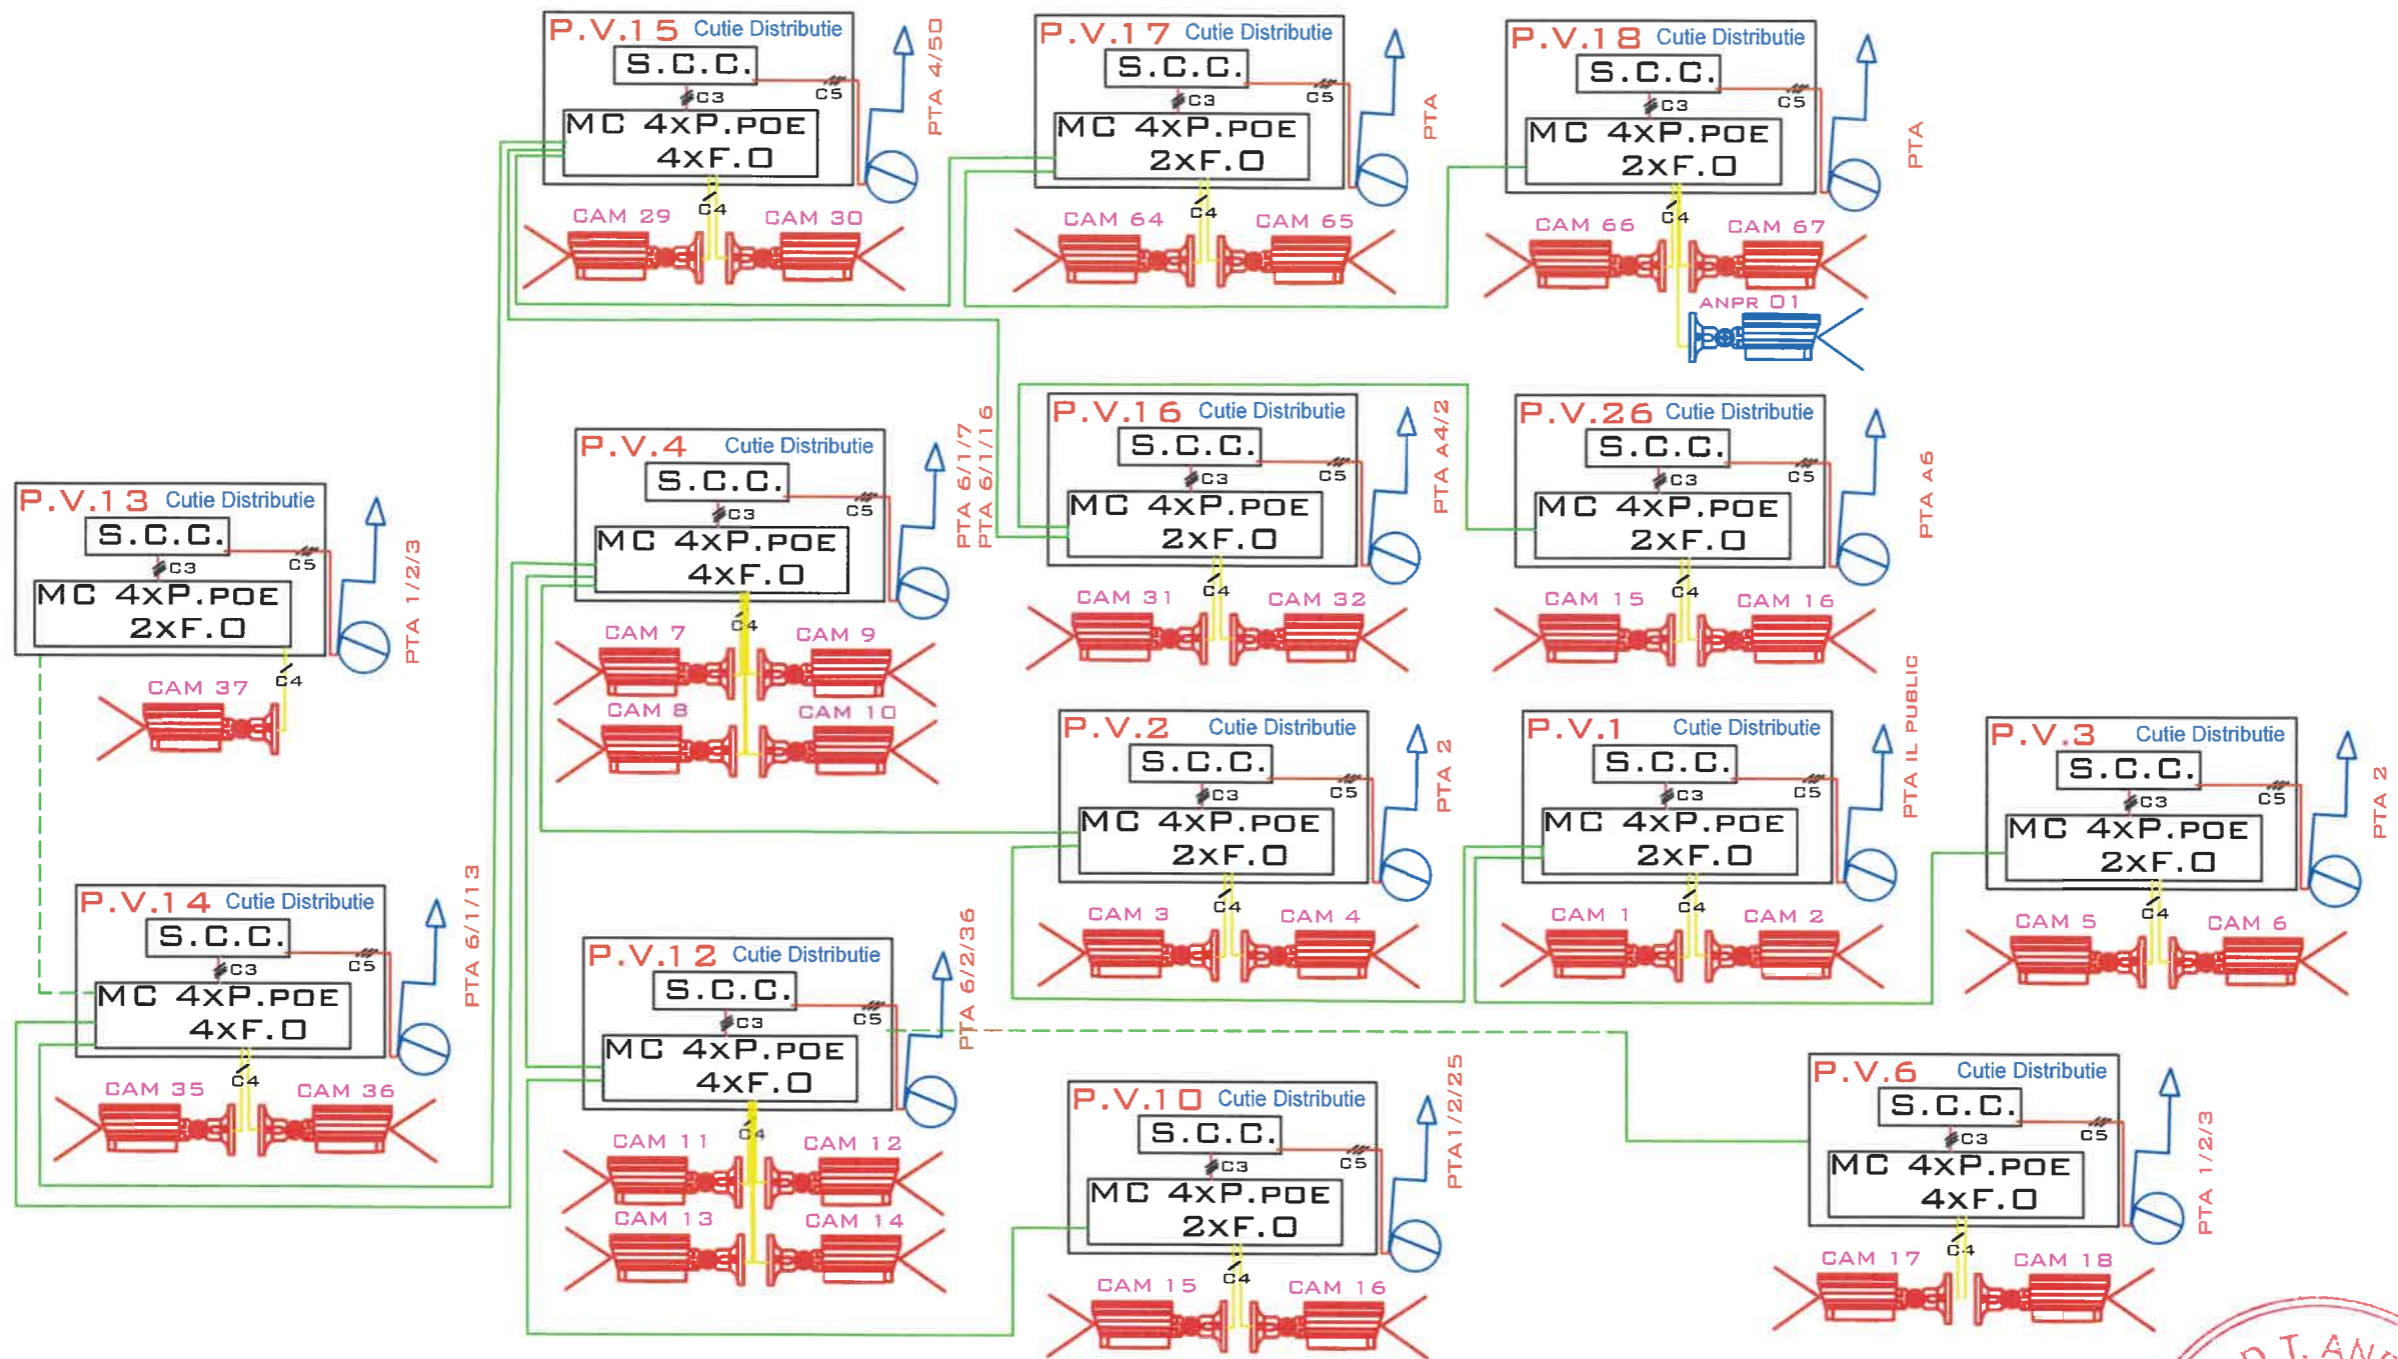 P.V.15 Cutie Distributie
S.C.C.
C5
C3
MC 4xP.POE
4xF.O
C4
CAM 29 CAM 30
PTA 4/50
P.V.17 Cutie Distributie
S.C.C.
C5
C3
MC 4xP.POE
2xF.O
C4
CAM 64 CAM 65
PTA
P.V.18 Cutie Distributie
S.C.C.
C5
C3
MC 4xP.POE
2xF.O
C4
CAM 66 CAM 67
ANPR 01
PTA
P.V.13 Cutie Distributie
S.C.C.
C5
C3
MC 4xP.POE
2xF.O
C4
CAM 37
PTA 1/2/3
P.V.4 Cutie Distributie
S.C.C.
C5
C3
MC 4xP.POE
4xF.O
C4
CAM 7 CAM 9
CAM 8 CAM 10
PTA 6/1/7
PTA 6/1/16
P.V.16 Cutie Distributie
S.C.C.
C5
C3
MC 4xP.POE
2xF.O
C4
CAM 31 CAM 32
PTA A4/2
P.V.26 Cutie Distributie
S.C.C.
C5
C3
MC 4xP.POE
2xF.O
C4
CAM 15 CAM 16
PTA A6
P.V.2 Cutie Distributie
S.C.C.
C5
C3
MC 4xP.POE
2xF.O
C4
CAM 3 CAM 4
PTA 2
P.V.1 Cutie Distributie
S.C.C.
C5
C3
MC 4xP.POE
2xF.O
C4
CAM 1 CAM 2
PTA IL PUBLIC
P.V.3 Cutie Distributie
S.C.C.
C5
C3
MC 4xP.POE
2xF.O
C4
CAM 5 CAM 6
PTA 2
P.V.14 Cutie Distributie
S.C.C.
C5
C3
MC 4xP.POE
4xF.O
C4
CAM 35 CAM 36
PTA 6/1/13
P.V.12 Cutie Distributie
S.C.C.
C5
C3
MC 4xP.POE
4xF.O
C4
CAM 11 CAM 12
CAM 13 CAM 14
PTA 6/2/36
P.V.10 Cutie Distributie
S.C.C.
C5
C3
MC 4xP.POE
2xF.O
C4
CAM 15 CAM 16
PTA1/2/25
P.V.6 Cutie Distributie
S.C.C.
C5
C3
MC 4xP.POE
4xF.O
C4
CAM 17 CAM 18
PTA 1/2/3